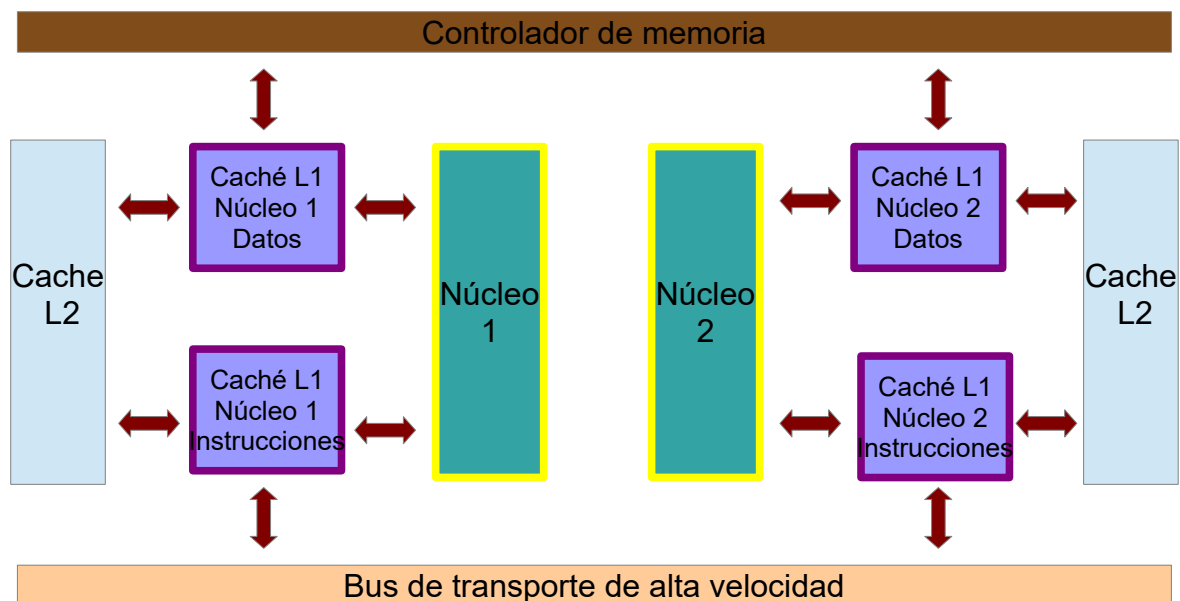 Controlador de memoria
Caché L1
Núcleo 1
Datos
Caché L1
Núcleo 2
Datos
Cache
L2
Núcleo
1
Núcleo
2
Cache
L2
Caché L1
Núcleo 1
Instrucciones
Caché L1
Núcleo 2
Instrucciones
Bus de transporte de alta velocidad